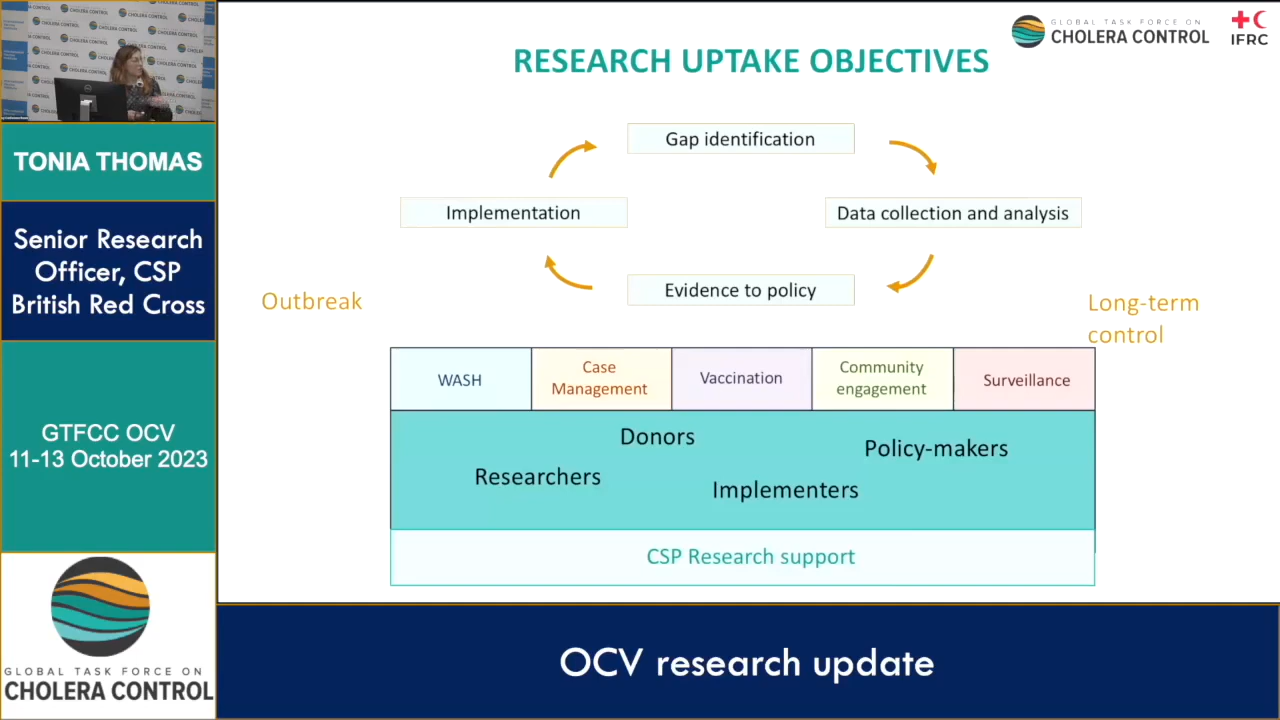 GLOBAL TASK FORCE ON
CHOLERA CONTROL
IFRC
RESEARCH UPTAKE OBJECTIVES
TONIA THOMAS
Senior Research
Officer, CSP
British Red Cross
GTFCC OCV
11-13 October 2023
GLOBAL TASK FORCE ON
CHOLERA CONTROL
Gap identification
Implementation
Data collection and analysis
Evidence to policy
Outbreak
Long-term
control
WASH
Case
Management
Vaccination
Community
engagement
Surveillance
Donors
Policy-makers
Researchers
Implementers
CSP Research support
OCV research update